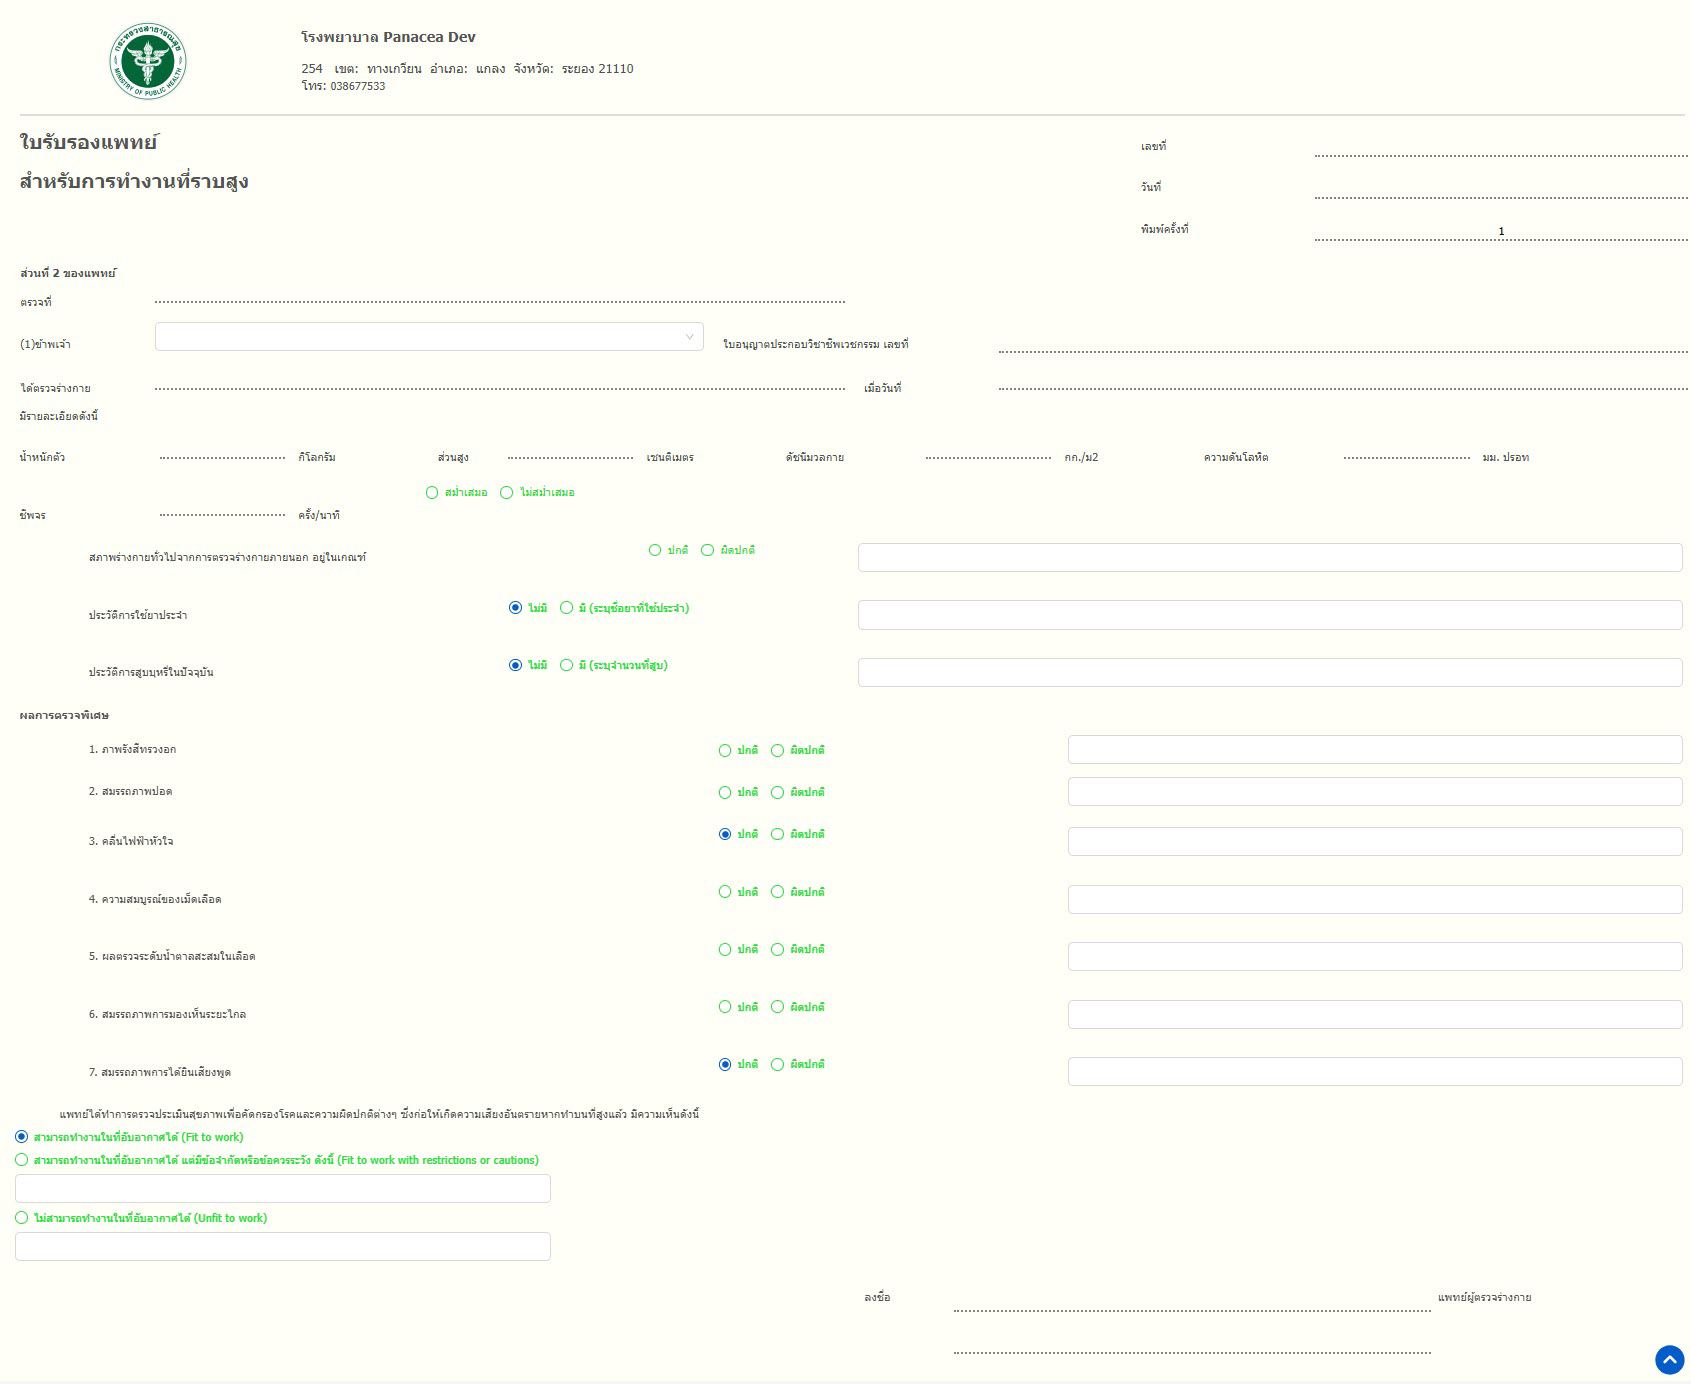 กระทรวงสาธารณสุข
MINISTRY OF PUBLIC HEALTH
โรงพยาบาล Panacea Dev
254 เขต: ทางเกวียน อำเภอ: แกลง จังหวัด: ระยอง 21110
โทร: 038677533
ใบรับรองแพทย์
สำหรับการทำงานที่ราบสูง
เลขที่
วันที่
พิมพ์ครั้งที่ 1
ส่วนที่ 2 ของแพทย์
ตรวจที่
(1)ข้าพเจ้า ใบอนุญาตประกอบวิชาชีพเวชกรรม เลขที่
ได้ตรวจร่างกาย เมื่อวันที่
มีรายละเอียดดังนี้
น้ำหนักตัว กิโลกรัม ส่วนสูง เซนติเมตร ดัชนีมวลกาย กก./ม2 ความดันโลหิต มม. ปรอท
สม่ำเสมอ ไม่สม่ำเสมอ
ชีพจร ครั้ง/นาที
สภาพร่างกายทั่วไปจากการตรวจร่างกายภายนอก อยู่ในเกณฑ์ ปกติ ผิดปกติ
ประวัติการใช้ยาประจำ ไม่มี มี (ระบุชื่อยาที่ใช้ประจำ)
ประวัติการสูบบุหรี่ในปัจจุบัน ไม่มี มี (ระบุจำนวนที่สูบ)
ผลการตรวจพิเศษ
1. ภาพรังสีทรวงอก ปกติ ผิดปกติ
2. สมรรถภาพปอด ปกติ ผิดปกติ
3. คลื่นไฟฟ้าหัวใจ ปกติ ผิดปกติ
4. ความสมบูรณ์ของเม็ดเลือด ปกติ ผิดปกติ
5. ผลตรวจระดับน้ำตาลสะสมในเลือด ปกติ ผิดปกติ
6. สมรรถภาพการมองเห็นระยะไกล ปกติ ผิดปกติ
7. สมรรถภาพการได้ยินเสียงพูด ปกติ ผิดปกติ
แพทย์ได้ทำการตรวจประเมินสุขภาพเพื่อคัดกรองโรคและความผิดปกติต่างๆ ซึ่งก่อให้เกิดความเสี่ยงอันตรายหากทำบนที่สูงแล้ว มีความเห็นดังนี้
สามารถทำงานในที่อับอากาศได้ (Fit to work)
สามารถทำงานในที่อับอากาศได้ แต่มีข้อจำกัดหรือข้อควรระวัง ดังนี้ (Fit to work with restrictions or cautions)
ไม่สามารถทำงานในที่อับอากาศได้ (Unfit to work)
ลงชื่อ แพทย์ผู้ตรวจร่างกาย